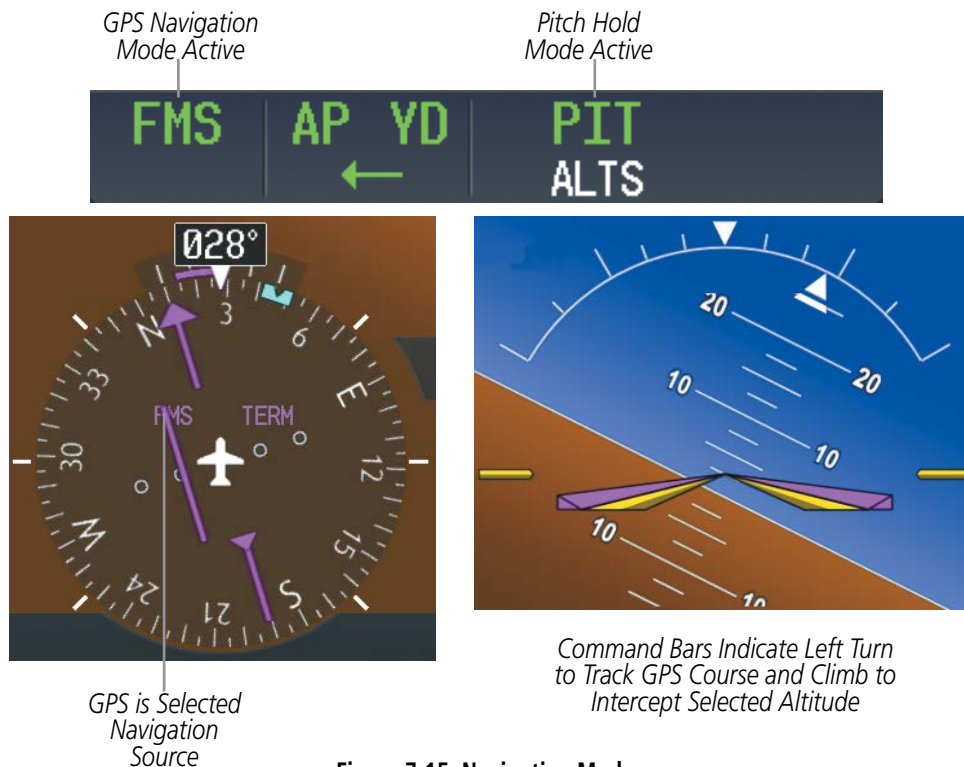 GPS Navigation
Mode Active
Pitch Hold
Mode Active
FMS AP YD PIT
← ALTS
028°
N 3 6 E 12 15 S 21 24 W 30 33
FMS TERM
20 20
10 10
10 10
GPS is Selected
Navigation
Source
Command Bars Indicate Left Turn
to Track GPS Course and Climb to
Intercept Selected Altitude